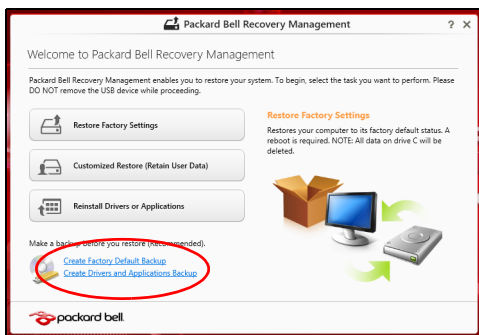 Packard Bell Recovery Management
? X
Welcome to Packard Bell Recovery Management
Packard Bell Recovery Management enables you to restore your system. To begin, select the task you want to perform. Please
DO NOT remove the USB device while proceeding.
Restore Factory Settings
Customized Restore (Retain User Data)
Reinstall Drivers or Applications
Restore Factory Settings
Restores your computer to its factory default status. A
reboot is required. NOTE: All data on drive C will be
deleted.
Make a backup before you restore (Recommended).
Create Factory Default Backup
Create Drivers and Applications Backup
packard bell.